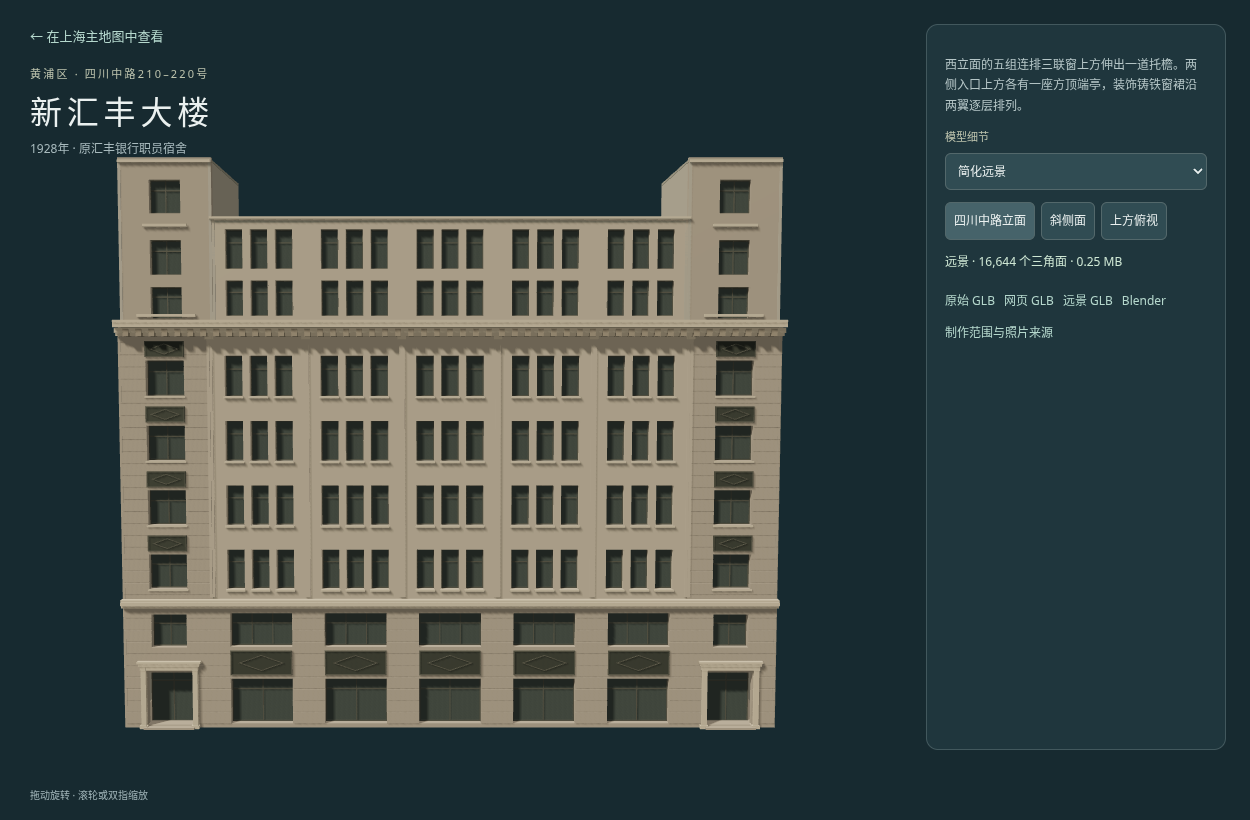 ← 在上海主地图中查看
黄浦区 · 四川中路210–220号
新汇丰大楼
1928年 · 原汇丰银行职员宿舍
拖动旋转 · 滚轮或双指缩放
西立面的五组连排三联窗上方伸出一道托檐。两
侧入口上方各有一座方顶端亭，装饰铸铁窗裙沿
两翼逐层排列。
模型细节
简化远景
四川中路立面 斜侧面 上方俯视
远景 · 16,644 个三角面 · 0.25 MB
原始 GLB 网页 GLB 远景 GLB Blender
制作范围与照片来源